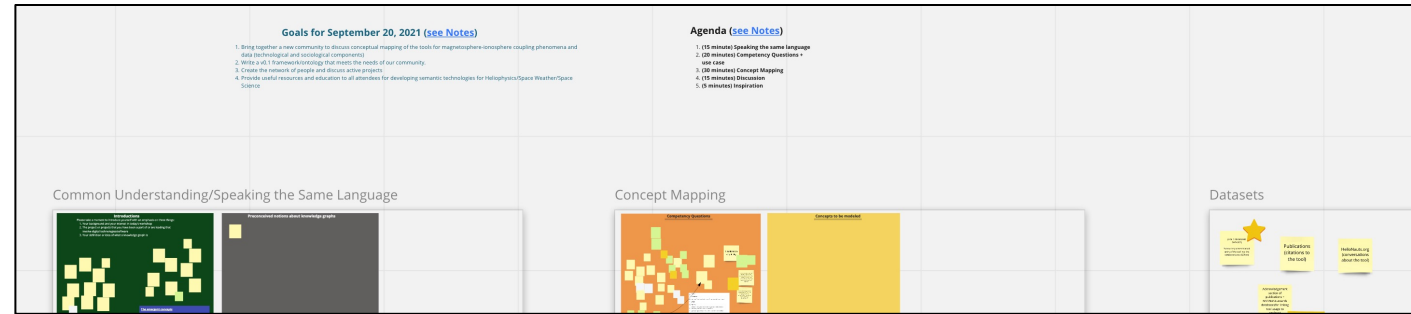 Goals for September 20, 2021 (see Notes)
1. Bring together a new community to discuss conceptual mapping of the tools for magnetosphere-ionosphere coupling phenomena and
data (technological and sociological components)
2. Write a v0.1 framework/ontology that meets the needs of our community.
3. Create the network of people and discuss active projects
4. Provide useful resources and education to all attendees for developing semantic technologies for Heliophysics/Space Weather/Space
Science
Agenda (see Notes)
1. (15 minute) Speaking the same language
2. (20 minutes) Competency Questions +
use case
3. (30 minutes) Concept Mapping
4. (15 minutes) Discussion
5. (5 minutes) Inspiration
Common Understanding/Speaking the Same Language
Introductions
Preconceived notions about knowledge graphs
Concept Mapping
Competency Questions
Concepts to be modeled
Datasets
Publications
(citations to
the tool)
HelioNauts.org
(conversations
about the tool)